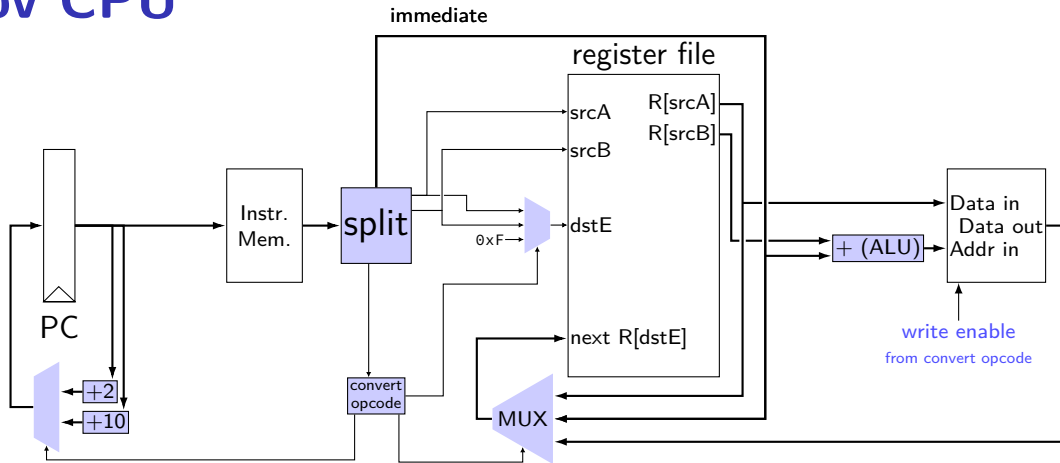 CPU
immediate
register file
srcA
R[srcA]
R[srcB]
srcB
split
Instr.
Mem.
dstE
0xF
Data in
Data out
+ (ALU)
Addr in
PC
write enable
from convert opcode
next R[dstE]
convert
opcode
+2
+10
MUX